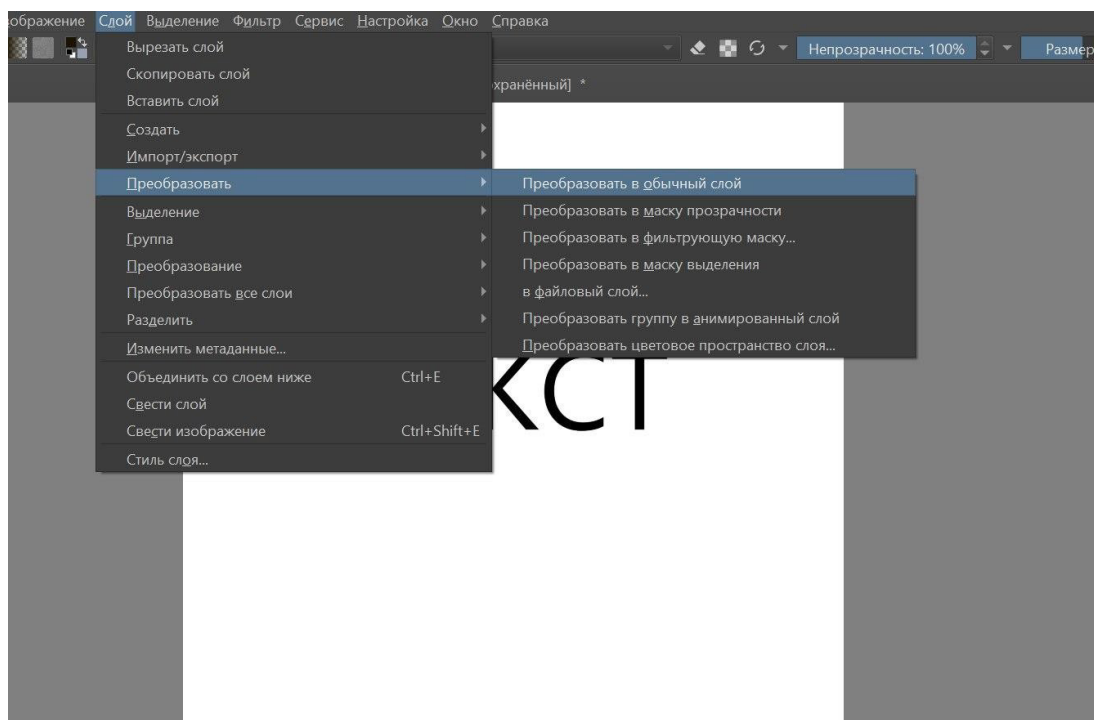 ображение Слой Выделение Фильтр Сервис Настройка Окно Справка
Непрозрачность: 100% Размер
хранённый] *
Вырезать слой
Скопировать слой
Вставить слой
Создать
Импорт/экспорт
Преобразовать
Выделение
Группа
Преобразование
Преобразовать все слои
Разделить
Изменить метаданные...
Объединить со слоем ниже Ctrl+E
Свести слой
Свести изображение Ctrl+Shift+E
Стиль слоя...
Преобразовать в обычный слой
Преобразовать в маску прозрачности
Преобразовать в фильтрующую маску...
Преобразовать в маску выделения
в файловый слой...
Преобразовать группу в анимированный слой
Преобразовать цветовое пространство слоя...
КСТ